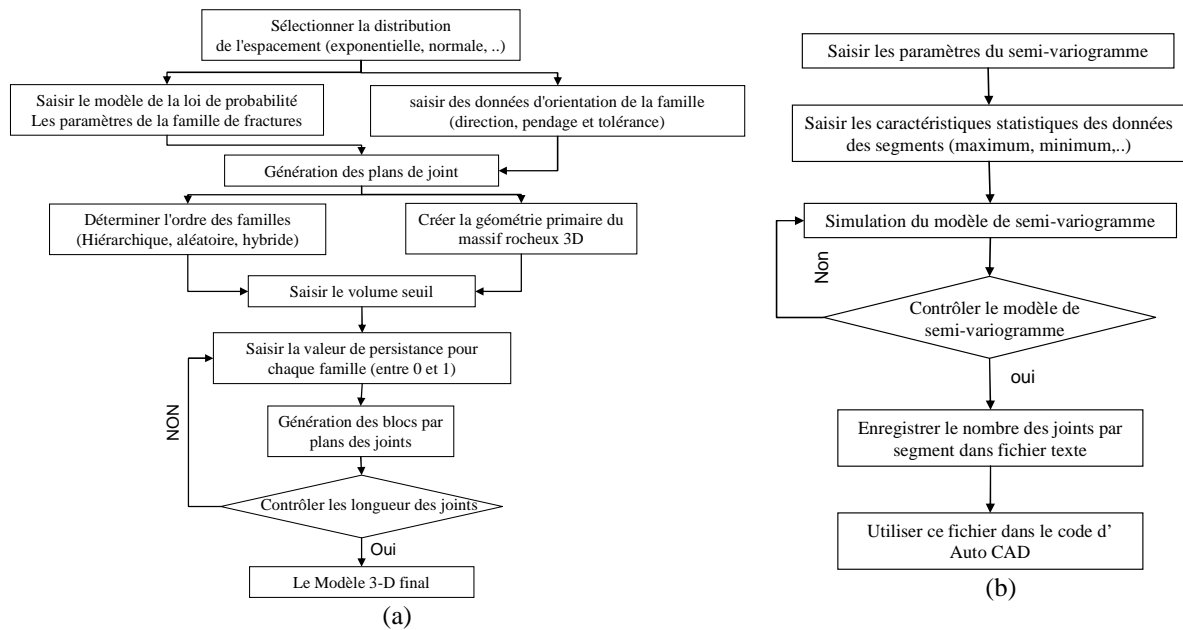 Sélectionner la distribution
de l'espacement (exponentielle, normale, ..)
Saisir le modèle de la loi de probabilité
Les paramètres de la famille de fractures
saisir des données d'orientation de la famille
(direction, pendage et tolérance)
Génération des plans de joint
Déterminer l'ordre des familles
(Hiérarchique, aléatoire, hybride)
Créer la géométrie primaire du
massif rocheux 3D
Saisir le volume seuil
Saisir la valeur de persistance pour
chaque famille (entre 0 et 1)
NON
Génération des blocs par
plans des joints
Contrôler les longueur des joints
Oui
Le Modèle 3-D final
(a)
Saisir les paramètres du semi-variogramme
Saisir les caractéristiques statistiques des données
des segments (maximum, minimum,..)
Simulation du modèle de semi-variogramme
Non
Contrôler le modèle de
semi-variogramme
oui
Enregistrer le nombre des joints par
segment dans fichier texte
Utiliser ce fichier dans le code d'
Auto CAD
(b)